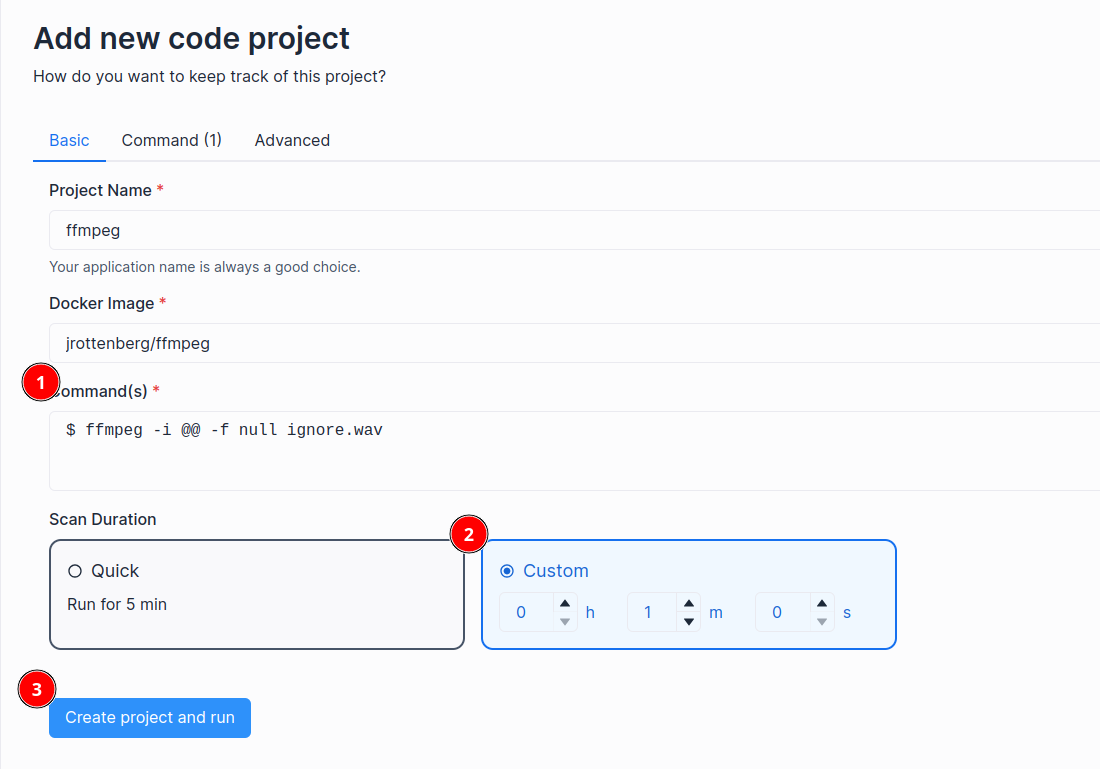 Add new code project
How do you want to keep track of this project?
Basic Command (1) Advanced
Project Name *
ffmpeg
Your application name is always a good choice.
Docker Image *
jrottenberg/ffmpeg
1
Command(s) *
$ ffmpeg -i @@ -f null ignore.wav
Scan Duration
2
Quick
Run for 5 min
Custom
0 h 1 m 0 s
3
Create project and run